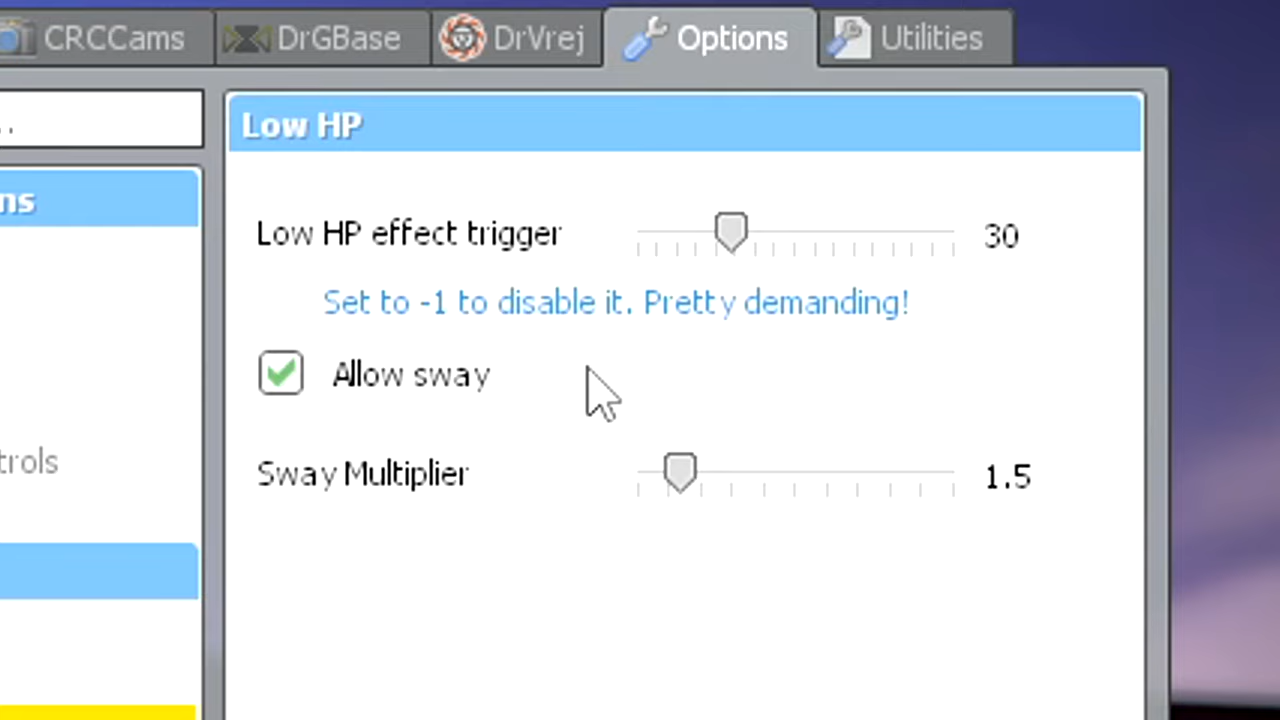 CRCCams DrGBase DrVrej Options Utilities
..
Low HP
ns
Low HP effect trigger 30
Set to -1 to disable it. Pretty demanding!
Allow sway
trols
Sway Multiplier 1.5